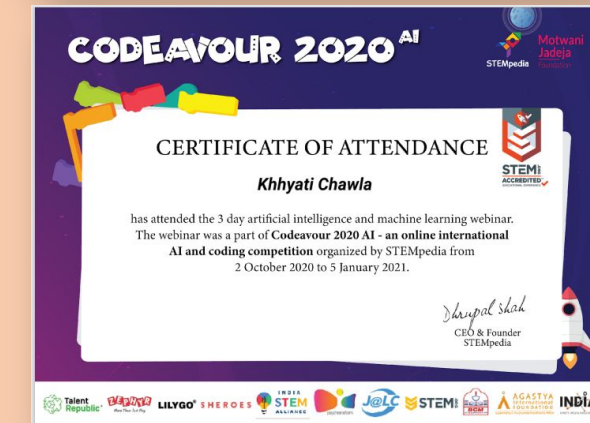 CODEAVOUR 2020 AI
STEMpedia
Motwani
Jadeja
Foundation
CERTIFICATE OF ATTENDANCE
STEM
ACCREDITED
Khhyati Chawla
has attended the 3 day artificial intelligence and machine learning webinar.
The webinar was a part of Codeavour 2020 AI - an online international
AI and coding competition organized by STEMpedia from
2 October 2020 to 5 January 2021.
Dhrupal Shah
CEO & Founder
STEMpedia
Talent
Republic
ZEPHYR
LILYGO
SHEROES
INDIA
STEM
ALLIANCE
J@LC
STEM
RCM
AGASTYA
INTERNATIONAL
FOUNDATION
INDIA